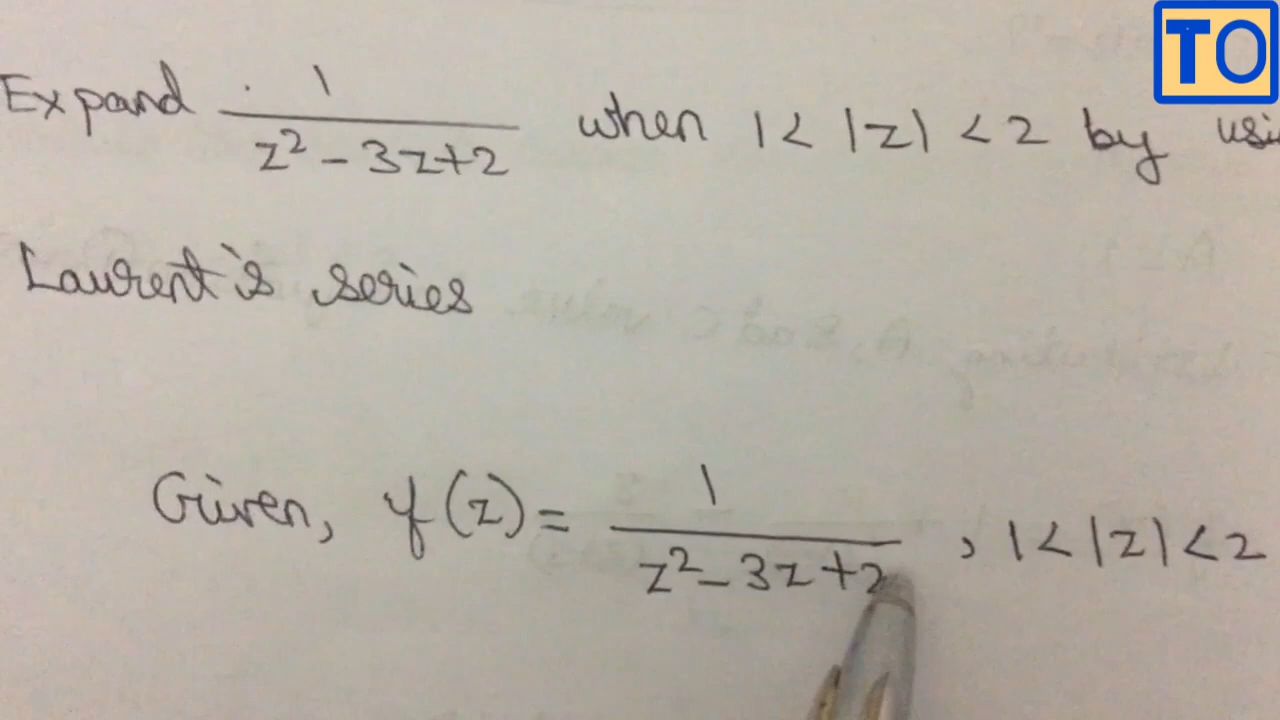 TO
Expand 1/(z² - 3z + 2) when 1 < |z| < 2 by
Laurent's series
Given, f(z) = 1/(z² - 3z + 2) , 1 < |z| < 2